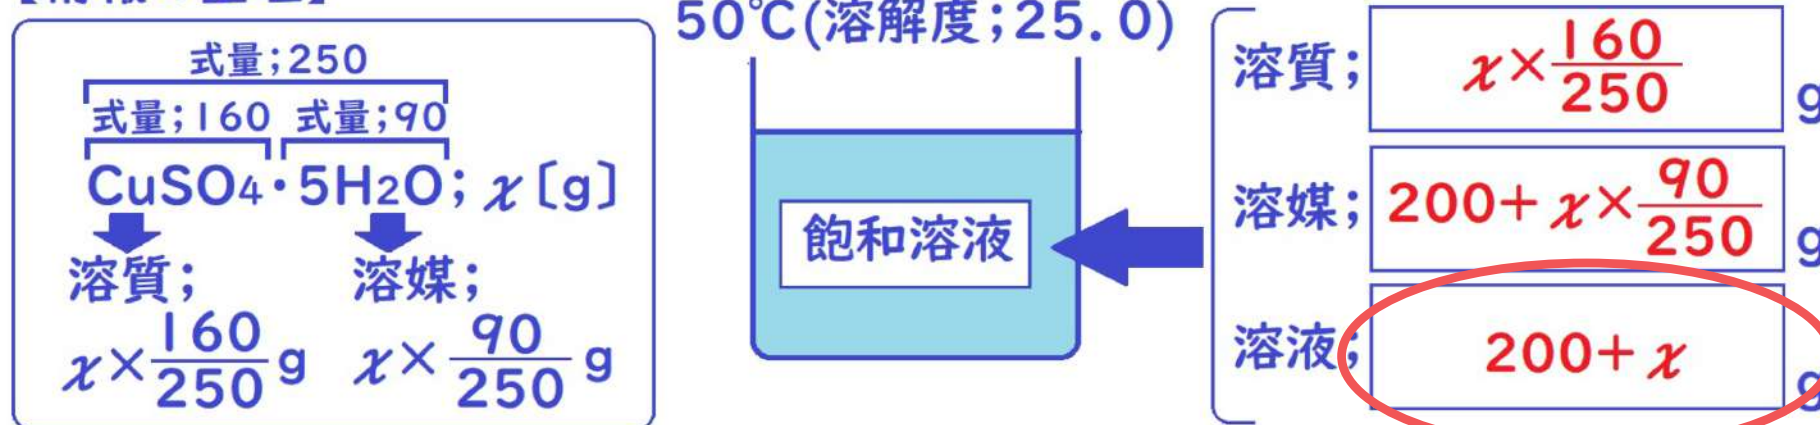 式量;250
式量;160 式量;90
CuSO4・5H2O; x〔g〕
溶質; 溶媒;
x×160/250 g x×90/250 g
50℃(溶解度;25.0)
飽和溶液
溶質; x×160/250 g
溶媒; 200+x×90/250 g
溶液; 200+x g